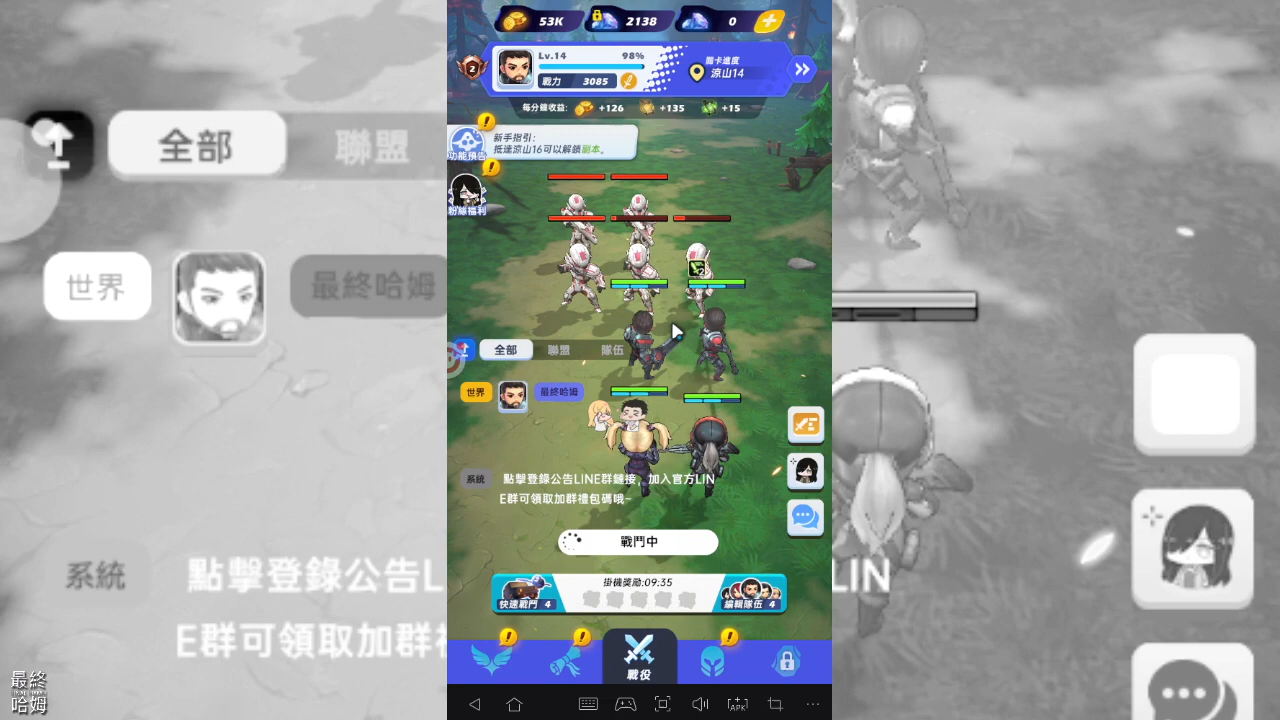 53K
2138
0
2
Lv.14
98%
戰力 3085
關卡進度
涼山14
每分鐘收益: +126 +135 +15
新手指引:
抵達涼山16可以解鎖副本。
功能預告
粉絲福利
2
全部 聯盟 隊伍
世界
最終哈姆
系統
點擊登錄公告LINE群鏈接,加入官方LIN
E群可領取加群禮包碼哦~
戰鬥中
掛機獎勵:09:35
快速戰鬥 4
編輯隊伍 4
戰役
APK
全部 聯盟
世界
最終哈姆
系統
點擊登錄公告L
LIN
E群可領取加群
最終
哈姆